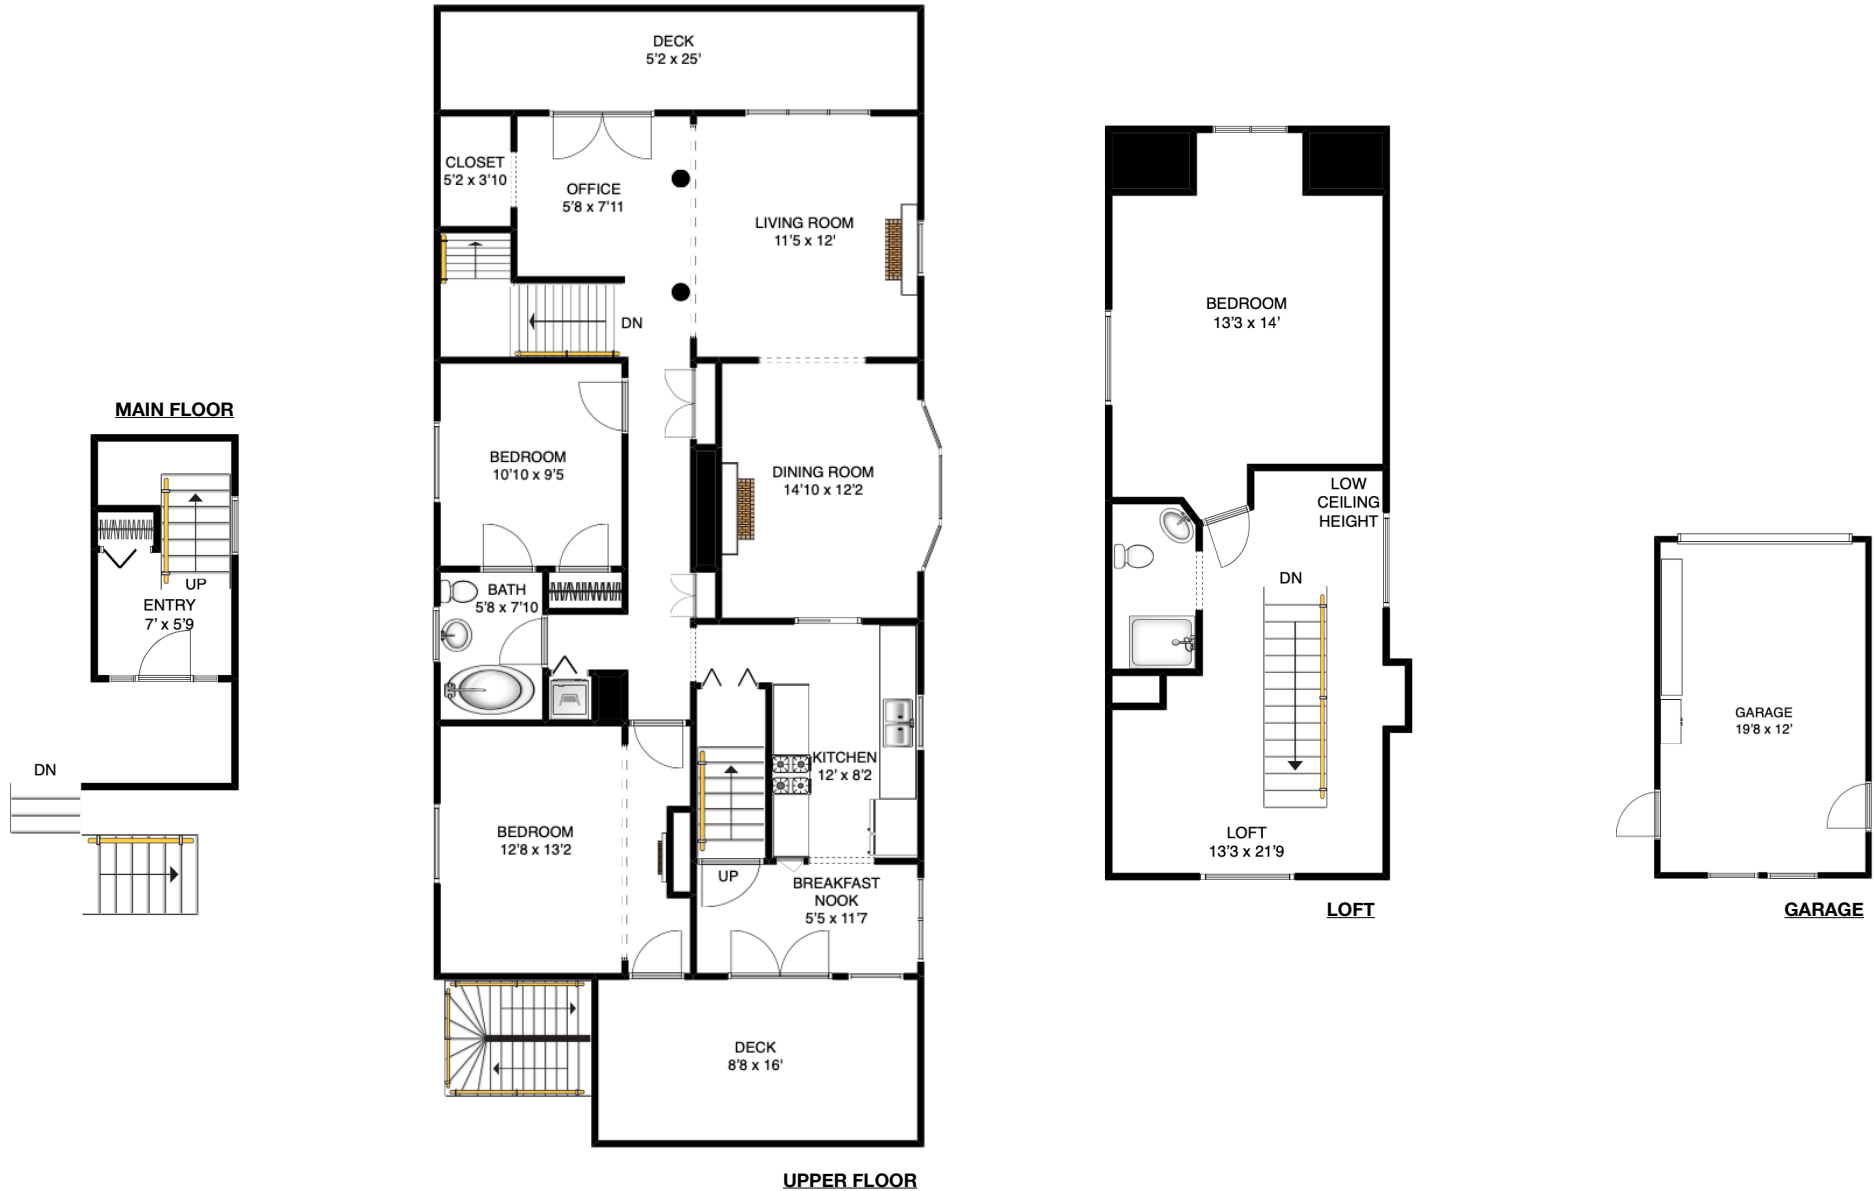 MAIN FLOOR
UP
ENTRY
7' x 5'9
DN
DECK
5'2 x 25'
CLOSET
5'2 x 3'10
OFFICE
5'8 x 7'11
LIVING ROOM
11'5 x 12'
DN
BEDROOM
10'10 x 9'5
DINING ROOM
14'10 x 12'2
BATH
5'8 x 7'10
KITCHEN
12' x 8'2
BEDROOM
12'8 x 13'2
UP
BREAKFAST
NOOK
5'5 x 11'7
DECK
8'8 x 16'
UPPER FLOOR
BEDROOM
13'3 x 14'
LOW
CEILING
HEIGHT
DN
LOFT
13'3 x 21'9
LOFT
GARAGE
19'8 x 12'
GARAGE